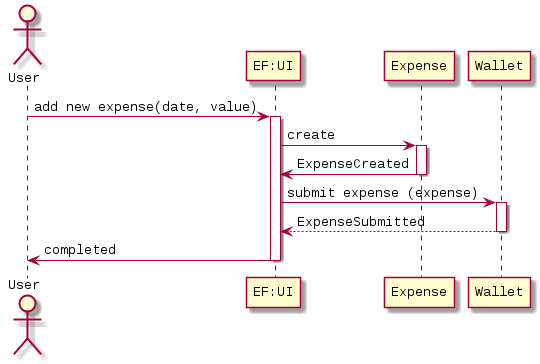 User
EF:UI
Expense
Wallet
add new expense(date, value)
create
ExpenseCreated
submit expense (expense)
ExpenseSubmitted
completed
User
EF:UI
Expense
Wallet